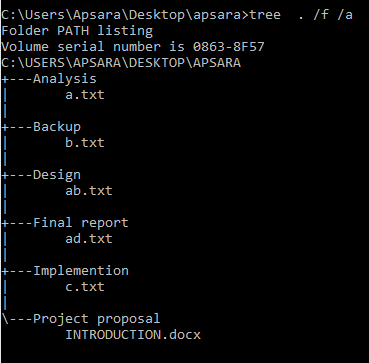 C:\Users\Apsara\Desktop\apsara>tree  . /f /a
Folder PATH listing
Volume serial number is 0863-8F57
C:\USERS\APSARA\DESKTOP\APSARA
+---Analysis
|       a.txt
|
+---Backup
|       b.txt
|
+---Design
|       ab.txt
|
+---Final report
|       ad.txt
|
+---Implemention
|       c.txt
|
\---Project proposal
        INTRODUCTION.docx